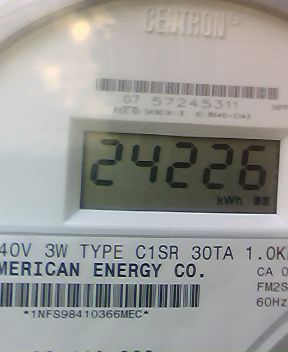 CENTRON
07 57245311
24226
kWh
40V 3W TYPE C1SR 30TA 1.0K
MERICAN ENERGY CO.
CA 0
FM2S
60Hz
*1NFS98410366MEC*